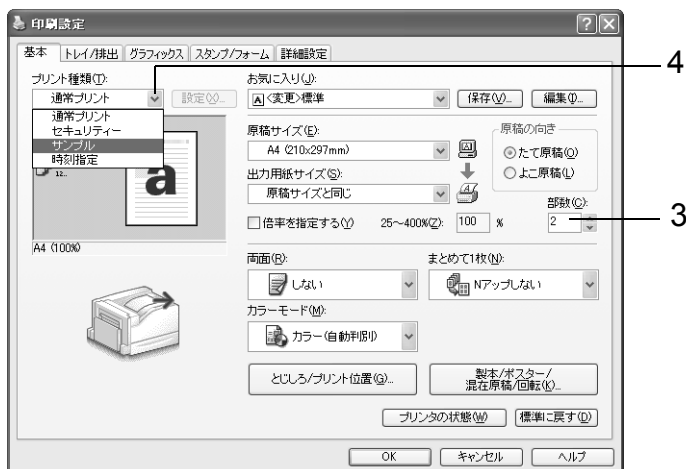 印刷設定
基本 トレイ/排出 グラフィックス スタンプ/フォーム 詳細設定
プリント種類(T):
通常プリント 設定(X)...
通常プリント
セキュリティー
サンプル
時刻指定
12..
a
A4 (100%)
お気に入り(J):
A <変更>標準 保存(V)... 編集(I)...
原稿サイズ(E):
A4 (210x297mm)
出力用紙サイズ(S):
原稿サイズと同じ
倍率を指定する(Y) 25～400%(Z): 100 %
原稿の向き
たて原稿(O)
よこ原稿(L)
部数(C):
2
両面(R):
しない
まとめて1枚(N):
Nアップしない
カラーモード(M):
カラー(自動判別)
とじしろ/プリント位置(G)...
製本/ポスター/
混在原稿/回転(K)...
プリンタの状態(W) 標準に戻す(D)
OK キャンセル ヘルプ
4
3